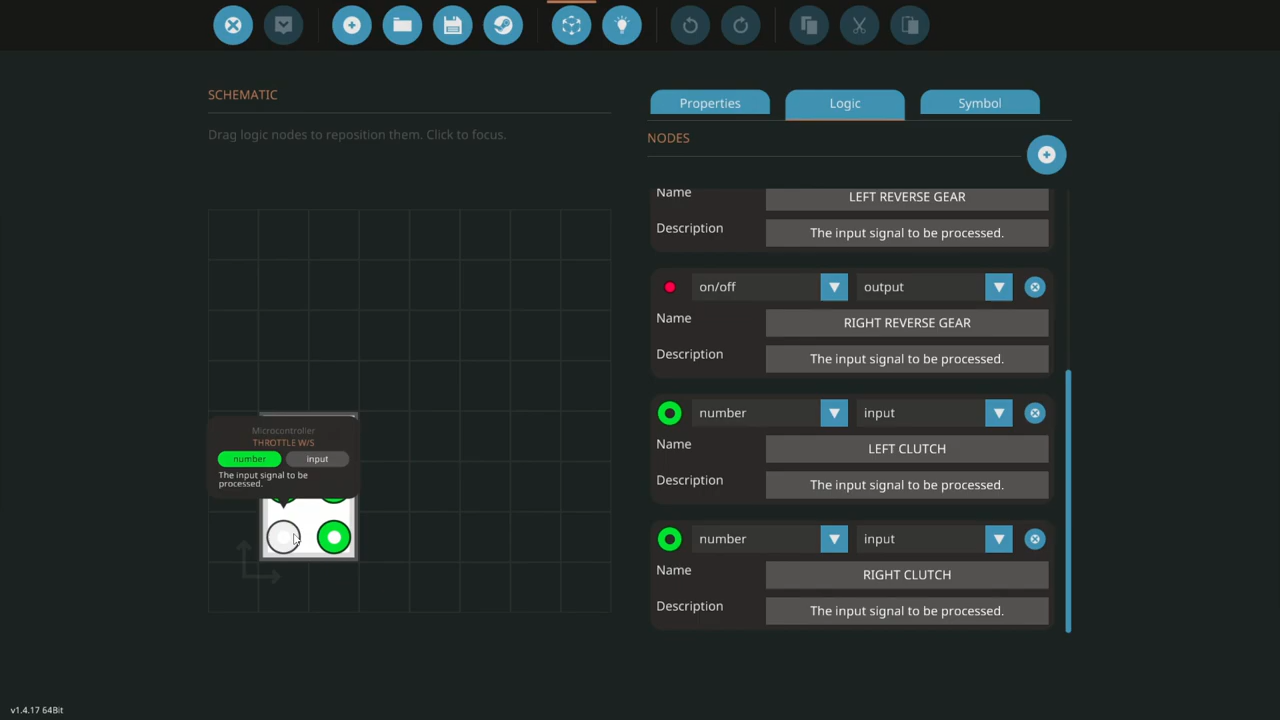 SCHEMATIC
Drag logic nodes to reposition them. Click to focus.
Properties
Logic
Symbol
NODES
Name
LEFT REVERSE GEAR
Description
The input signal to be processed.
on/off
output
Name
RIGHT REVERSE GEAR
Description
The input signal to be processed.
number
input
Name
LEFT CLUTCH
Description
The input signal to be processed.
number
input
Name
RIGHT CLUTCH
Description
The input signal to be processed.
Microcontroller
THROTTLE W/S
number
input
The input signal to be
processed.
v1.4.17 64Bit